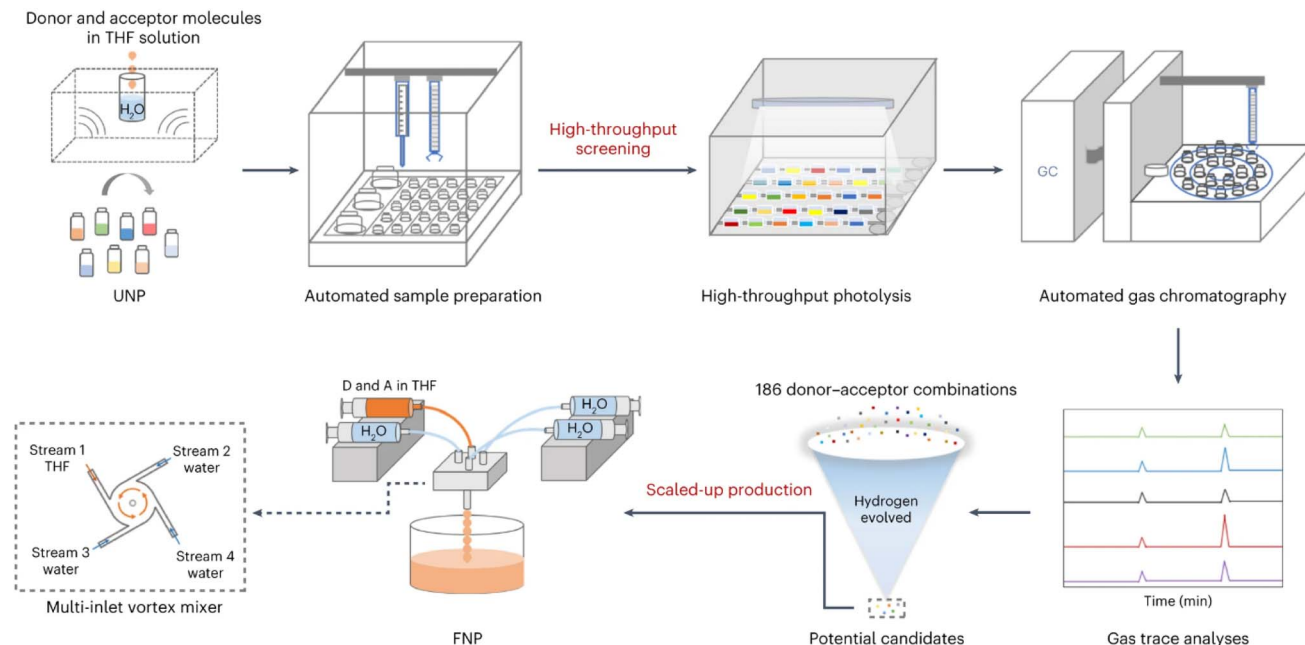 Donor and acceptor molecules
in THF solution
H₂O
UNP
Automated sample preparation
High-throughput
screening
High-throughput photolysis
GC
Automated gas chromatography
Stream 1
THF
Stream 2
water
Stream 3
water
Stream 4
water
Multi-inlet vortex mixer
D and A in THF
H₂O
H₂O
H₂O
FNP
Scaled-up production
186 donor–acceptor combinations
Hydrogen
evolved
Potential candidates
Time (min)
Gas trace analyses